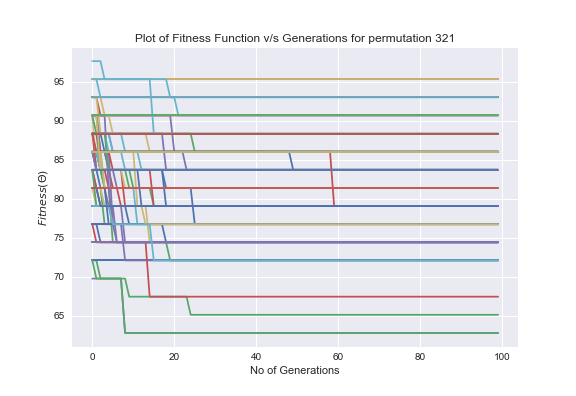 Plot of Fitness Function v/s Generations for permutation 321
Fitness(Θ)
95
90
85
80
75
70
65
0 20 40 60 80 100
No of Generations